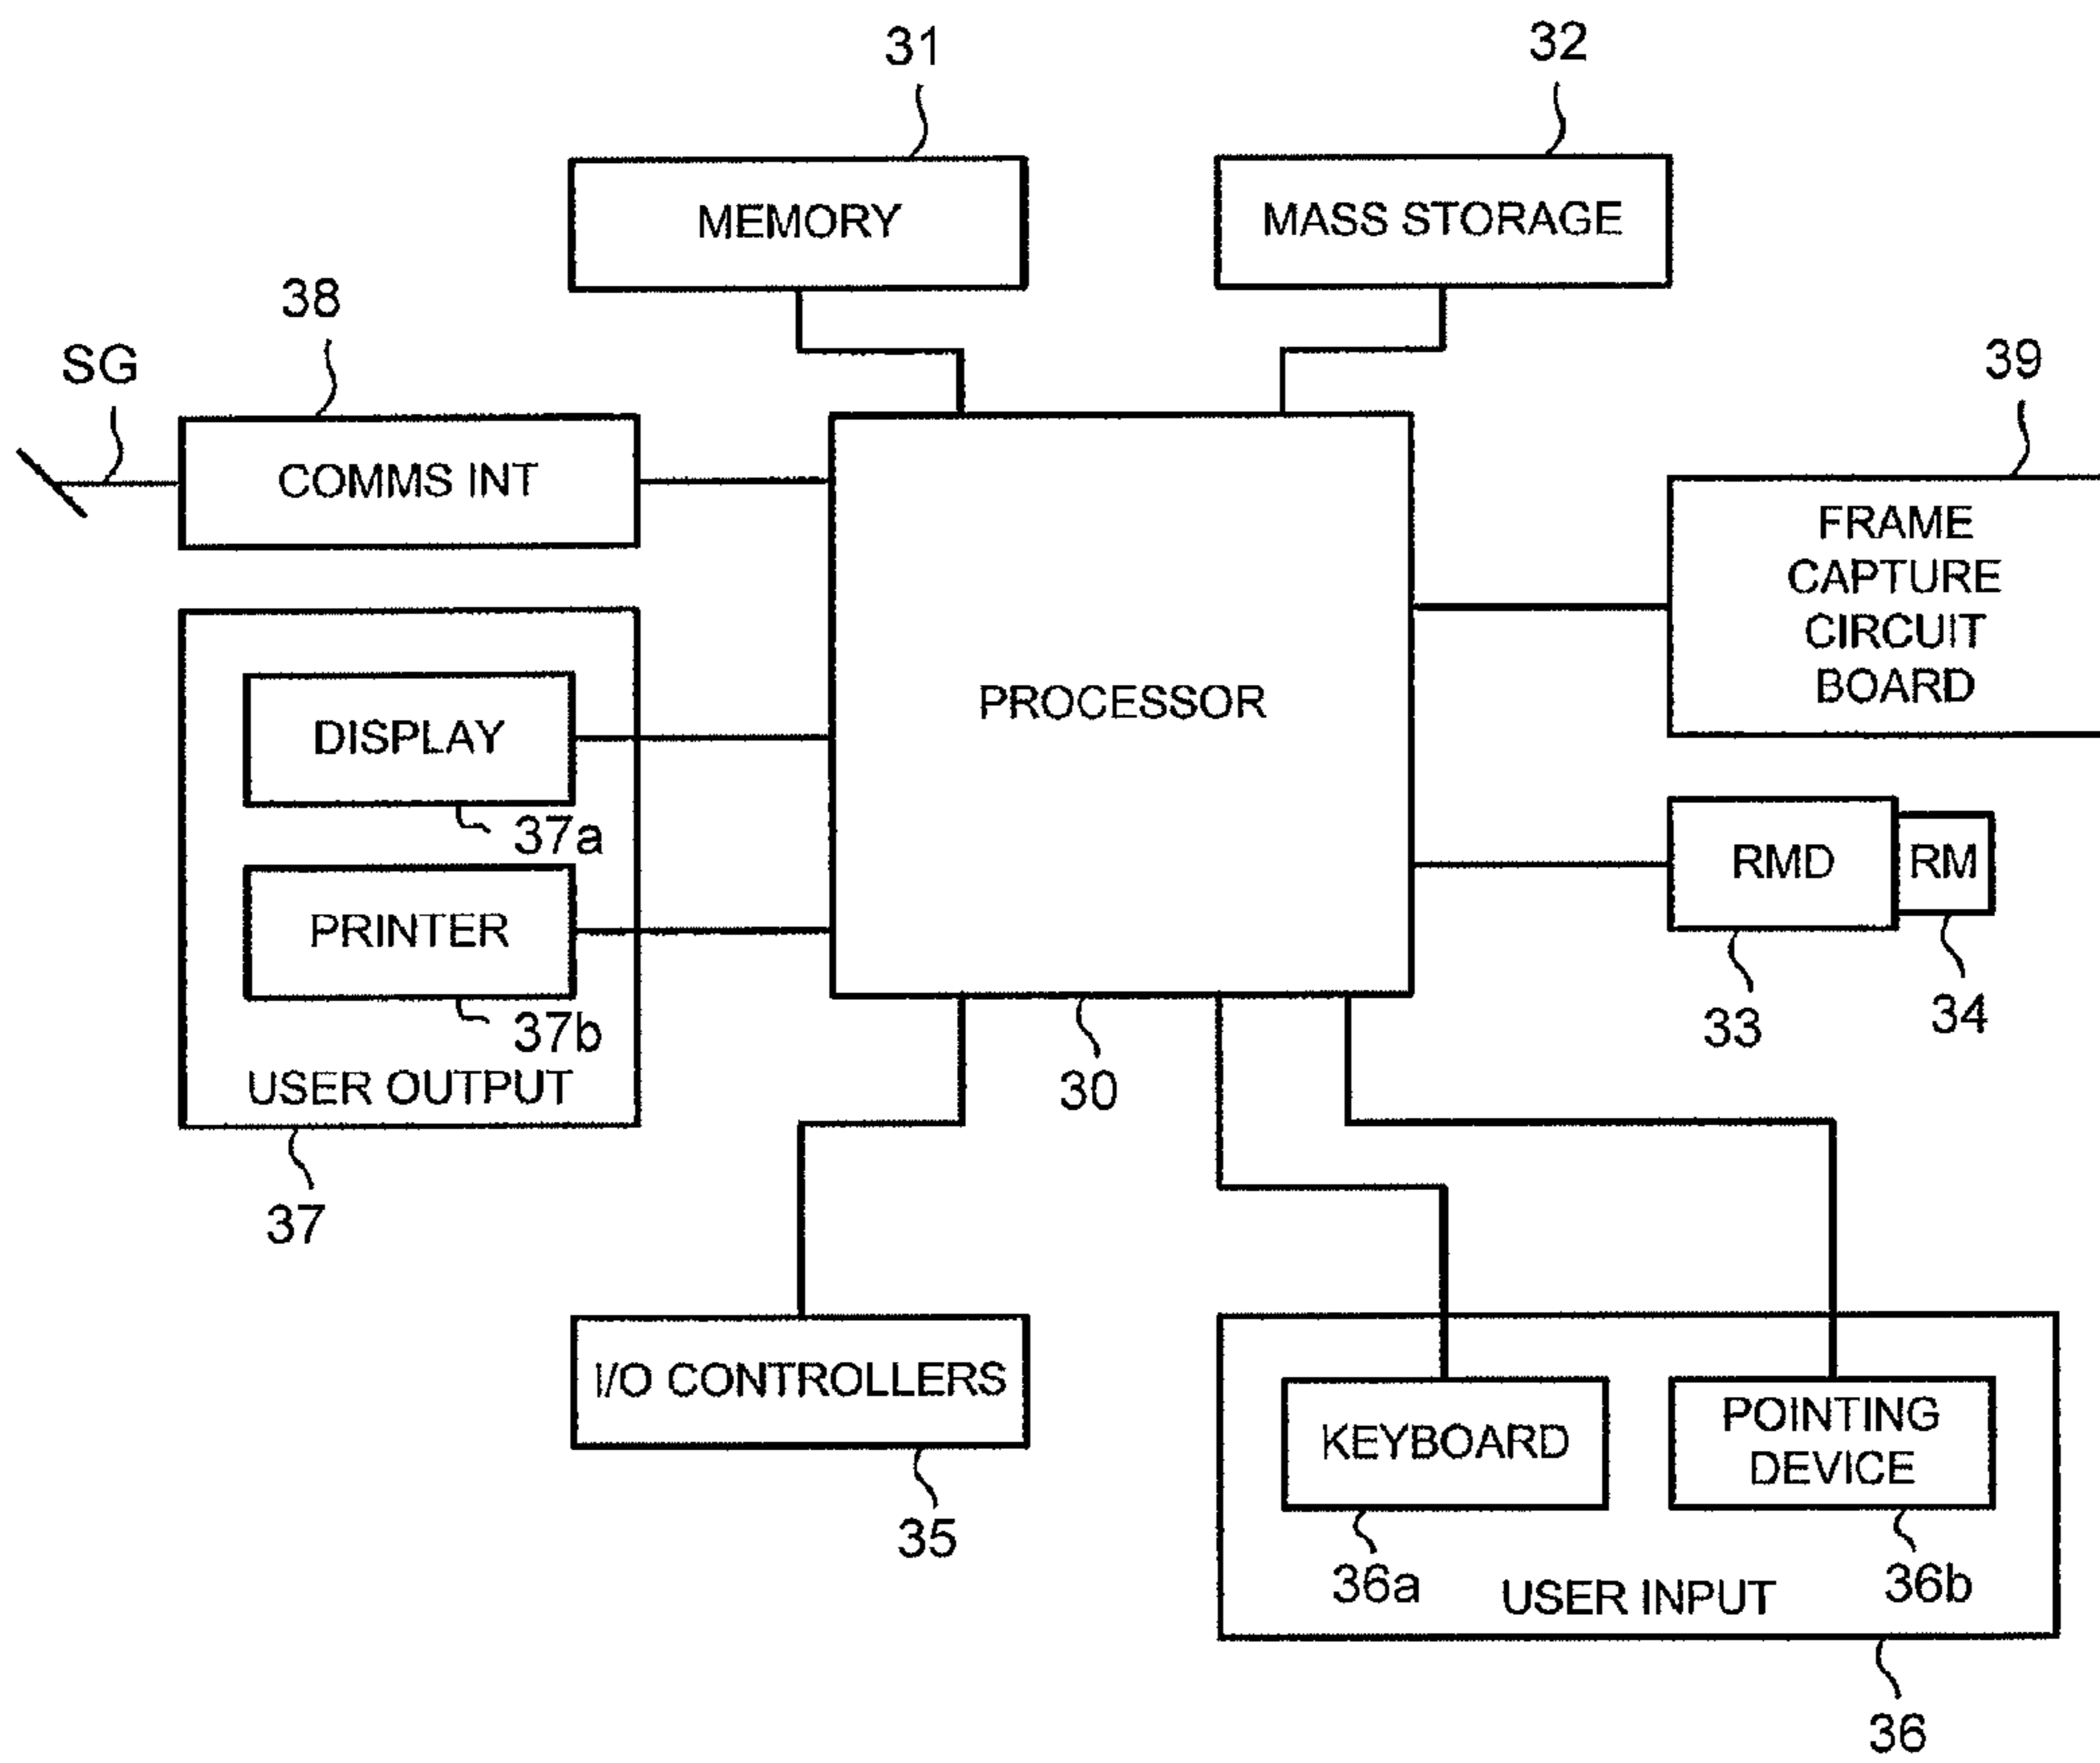 31
32
MEMORY
MASS STORAGE
38
SG
39
COMMS INT
FRAME
CAPTURE
CIRCUIT
BOARD
PROCESSOR
DISPLAY
37a
RMD
RM
PRINTER
37b
33
34
USER OUTPUT
30
37
I/O CONTROLLERS
35
KEYBOARD
POINTING
DEVICE
36a
36b
USER INPUT
36